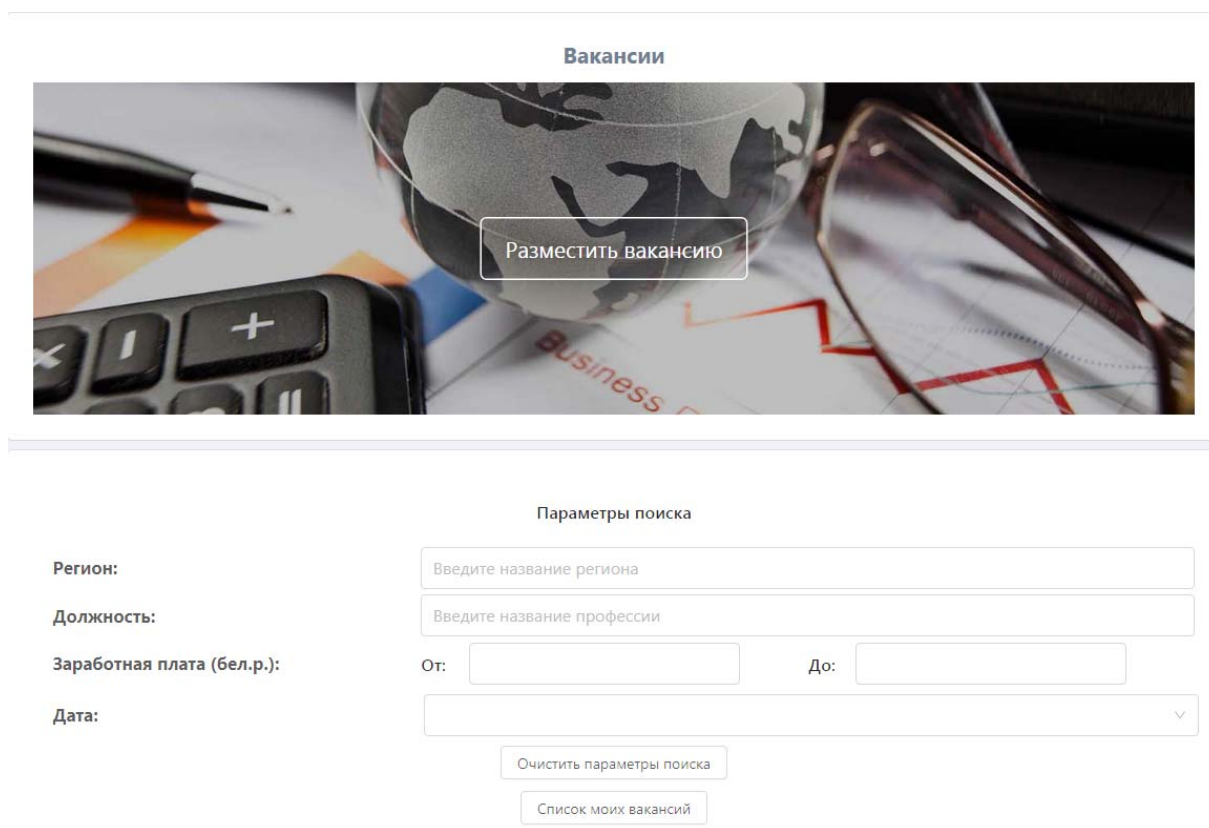 Вакансии
Разместить вакансию
Business
Параметры поиска
Регион: Введите название региона
Должность: Введите название профессии
Заработная плата (бел.р.): От: До:
Дата:
Очистить параметры поиска
Список моих вакансий